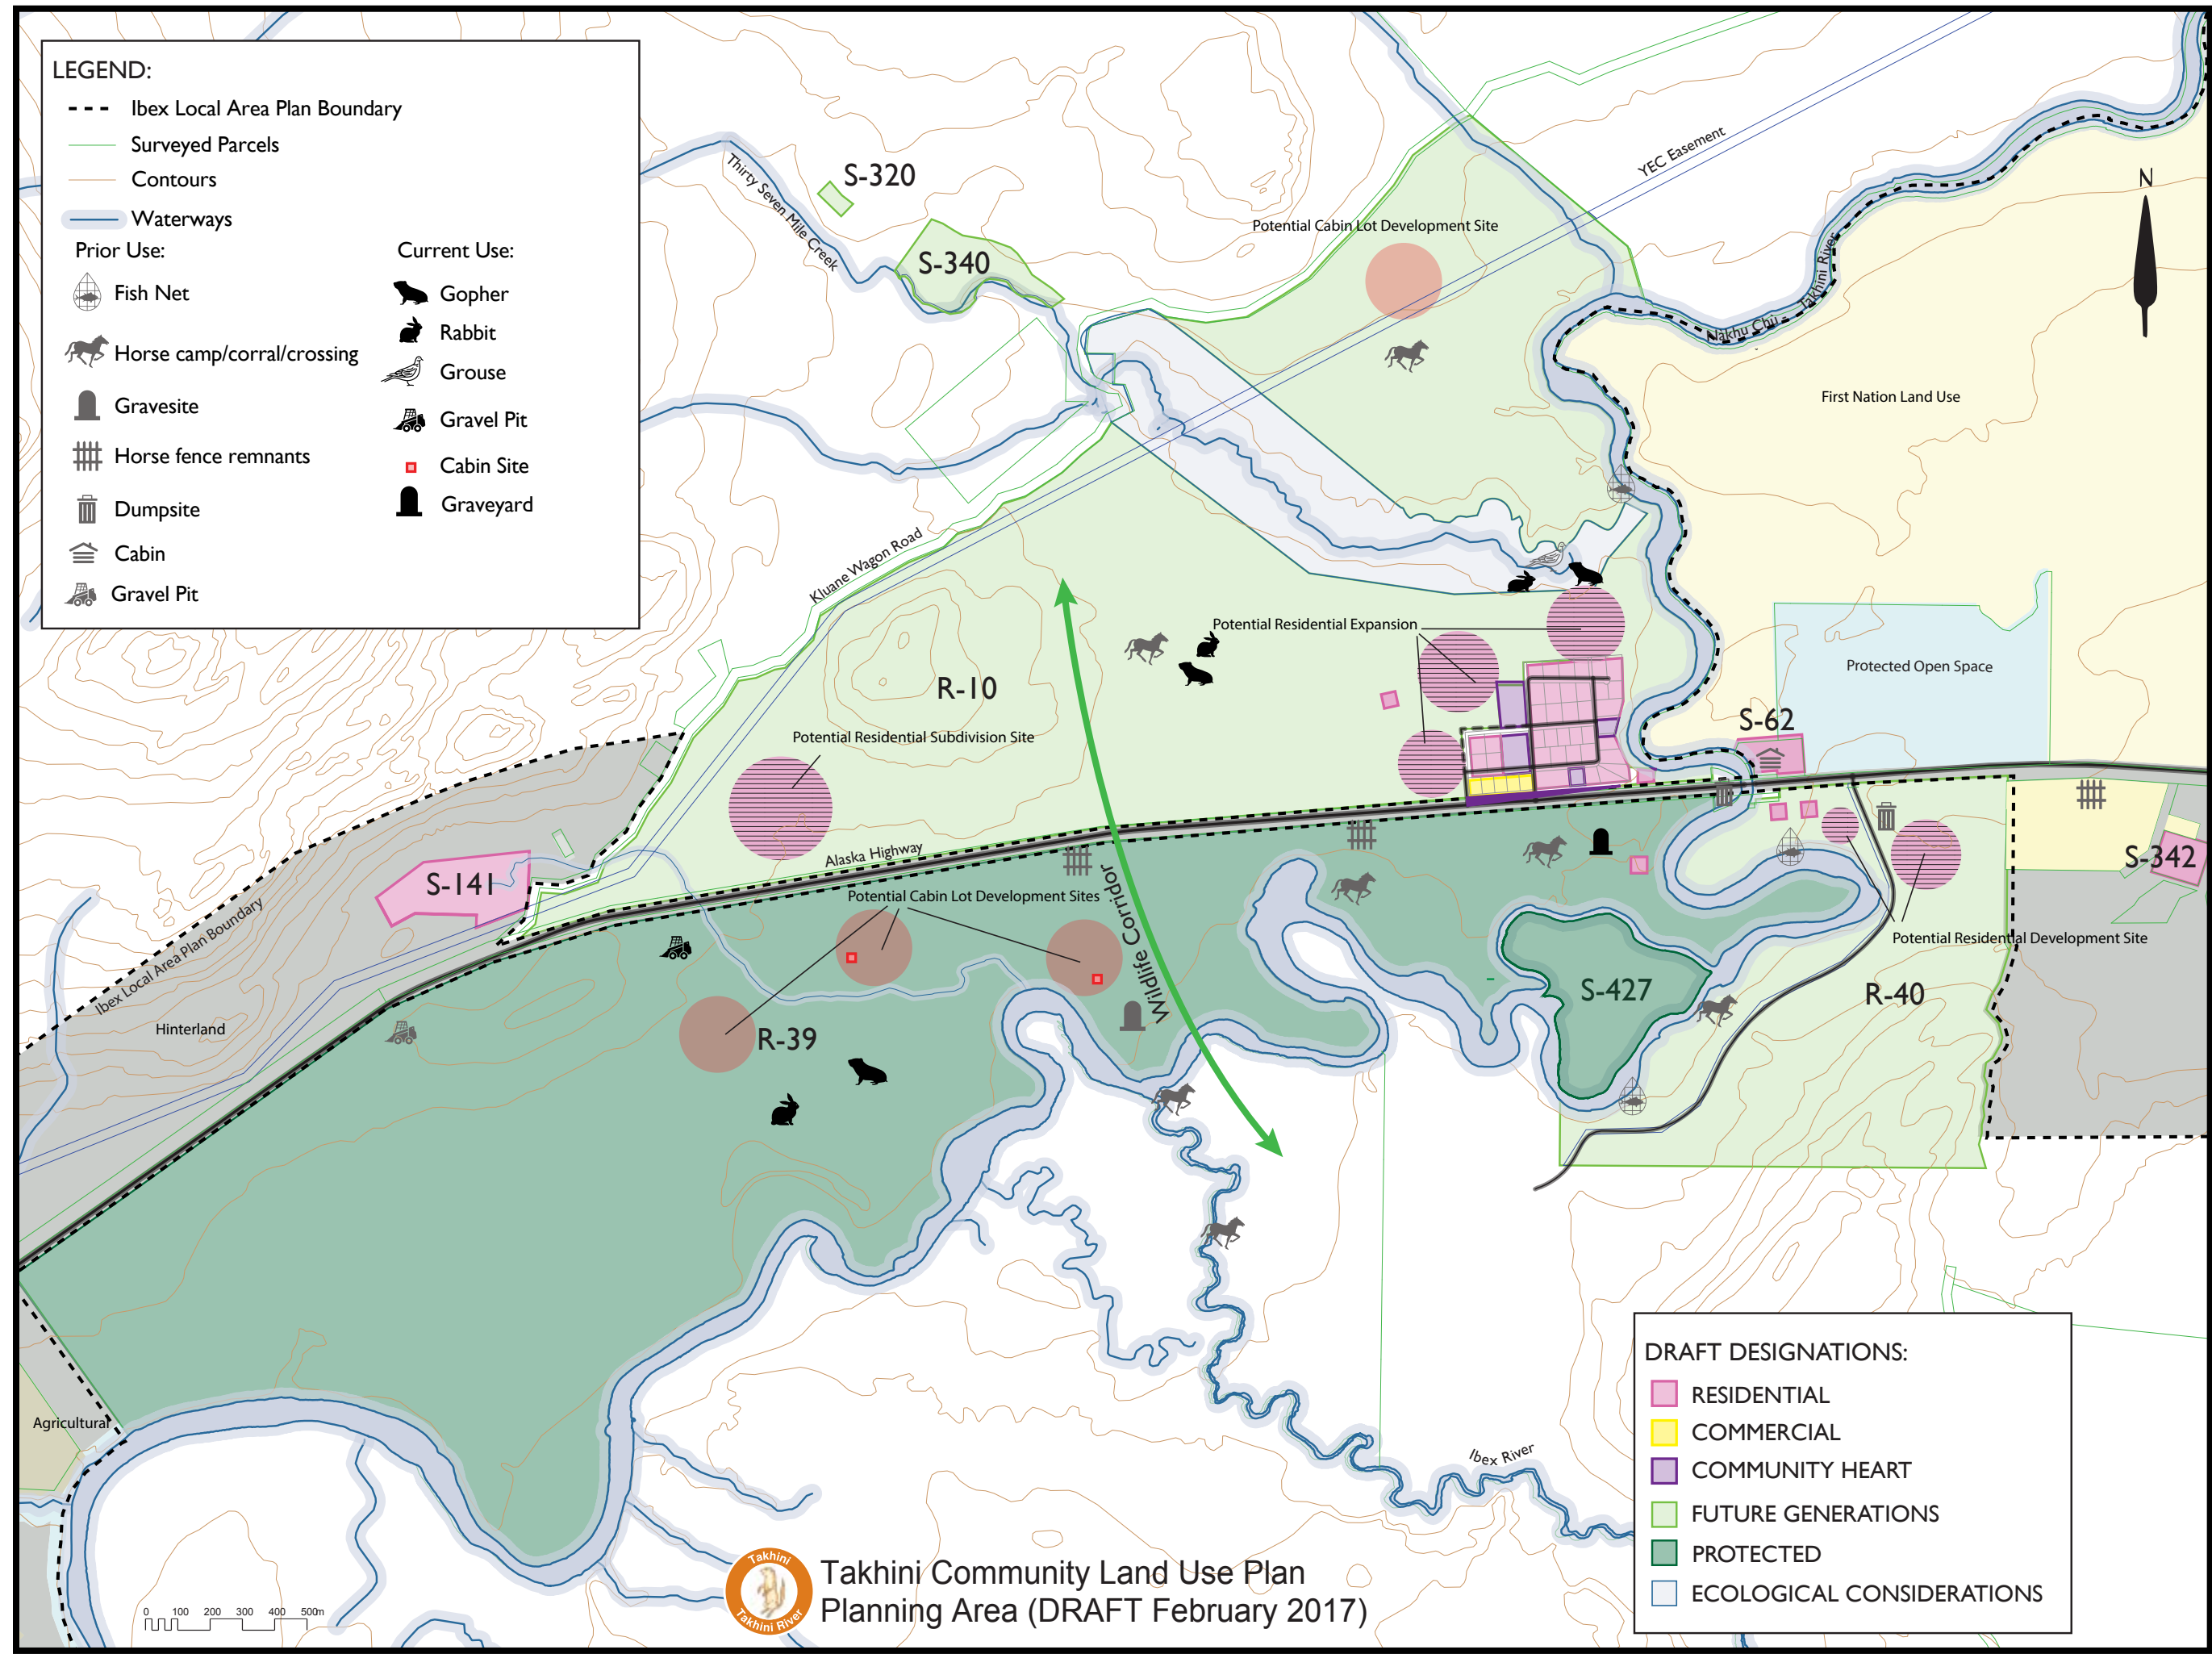 LEGEND:
Ibex Local Area Plan Boundary
Surveyed Parcels
Contours
Waterways
Prior Use:
Fish Net
Horse camp/corral/crossing
Gravesite
Horse fence remnants
Dumpsite
Cabin
Gravel Pit
Current Use:
Gopher
Rabbit
Grouse
Gravel Pit
Cabin Site
Graveyard
Thirty Seven Mile Creek
S-320
S-340
Potential Cabin Lot Development Site
YEC Easement
N
Takhini River
Nakhu Chù
First Nation Land Use
Kluane Wagon Road
Potential Residential Expansion
R-10
Protected Open Space
S-62
Potential Residential Subdivision Site
Alaska Highway
S-141
S-342
Potential Cabin Lot Development Sites
Wildlife Corridor
Ibex Local Area Plan Boundary
Hinterland
R-39
S-427
Potential Residential Development Site
R-40
Agricultural
Ibex River
0 100 200 300 400 500m
Takhini
Takhini River
Takhini Community Land Use Plan
Planning Area (DRAFT February 2017)
DRAFT DESIGNATIONS:
RESIDENTIAL
COMMERCIAL
COMMUNITY HEART
FUTURE GENERATIONS
PROTECTED
ECOLOGICAL CONSIDERATIONS